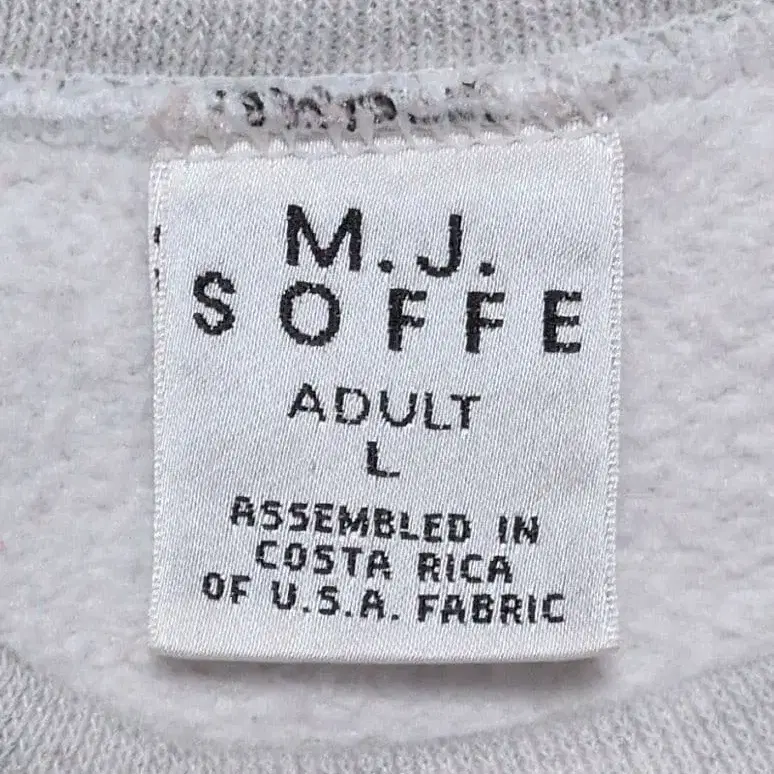 M.J.
SOFFE
ADULT
L
ASSEMBLED IN
COSTA RICA
OF U.S.A. FABRIC